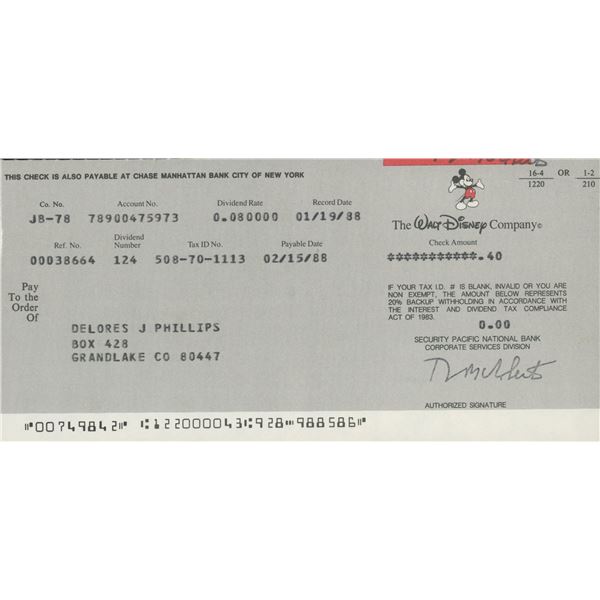 THIS CHECK IS ALSO PAYABLE AT CHASE MANHATTAN BANK CITY OF NEW YORK
16-4 OR 1-2
1220 210
Co. No. Account No. Dividend Rate Record Date
JB-78 78900475973 0.080000 01/19/88
The Walt Disney Company©
Ref. No. Dividend Number Tax ID No. Payable Date
Check Amount
00038664 124 508-70-1113 02/15/88
***********.40
Pay
To the
Order
Of
IF YOUR TAX I.D. # IS BLANK, INVALID OR YOU ARE
NON EXEMPT, THE AMOUNT BELOW REPRESENTS
20% BACKUP WITHHOLDING IN ACCORDANCE WITH
THE INTEREST AND DIVIDEND TAX COMPLIANCE
ACT OF 1983.
0.00
DELORES J PHILLIPS
BOX 428
GRANDLAKE CO 80447
SECURITY PACIFIC NATIONAL BANK
CORPORATE SERVICES DIVISION
AUTHORIZED SIGNATURE
⑈00749842⑈ ⑆122000043⑆928⑉988586⑈